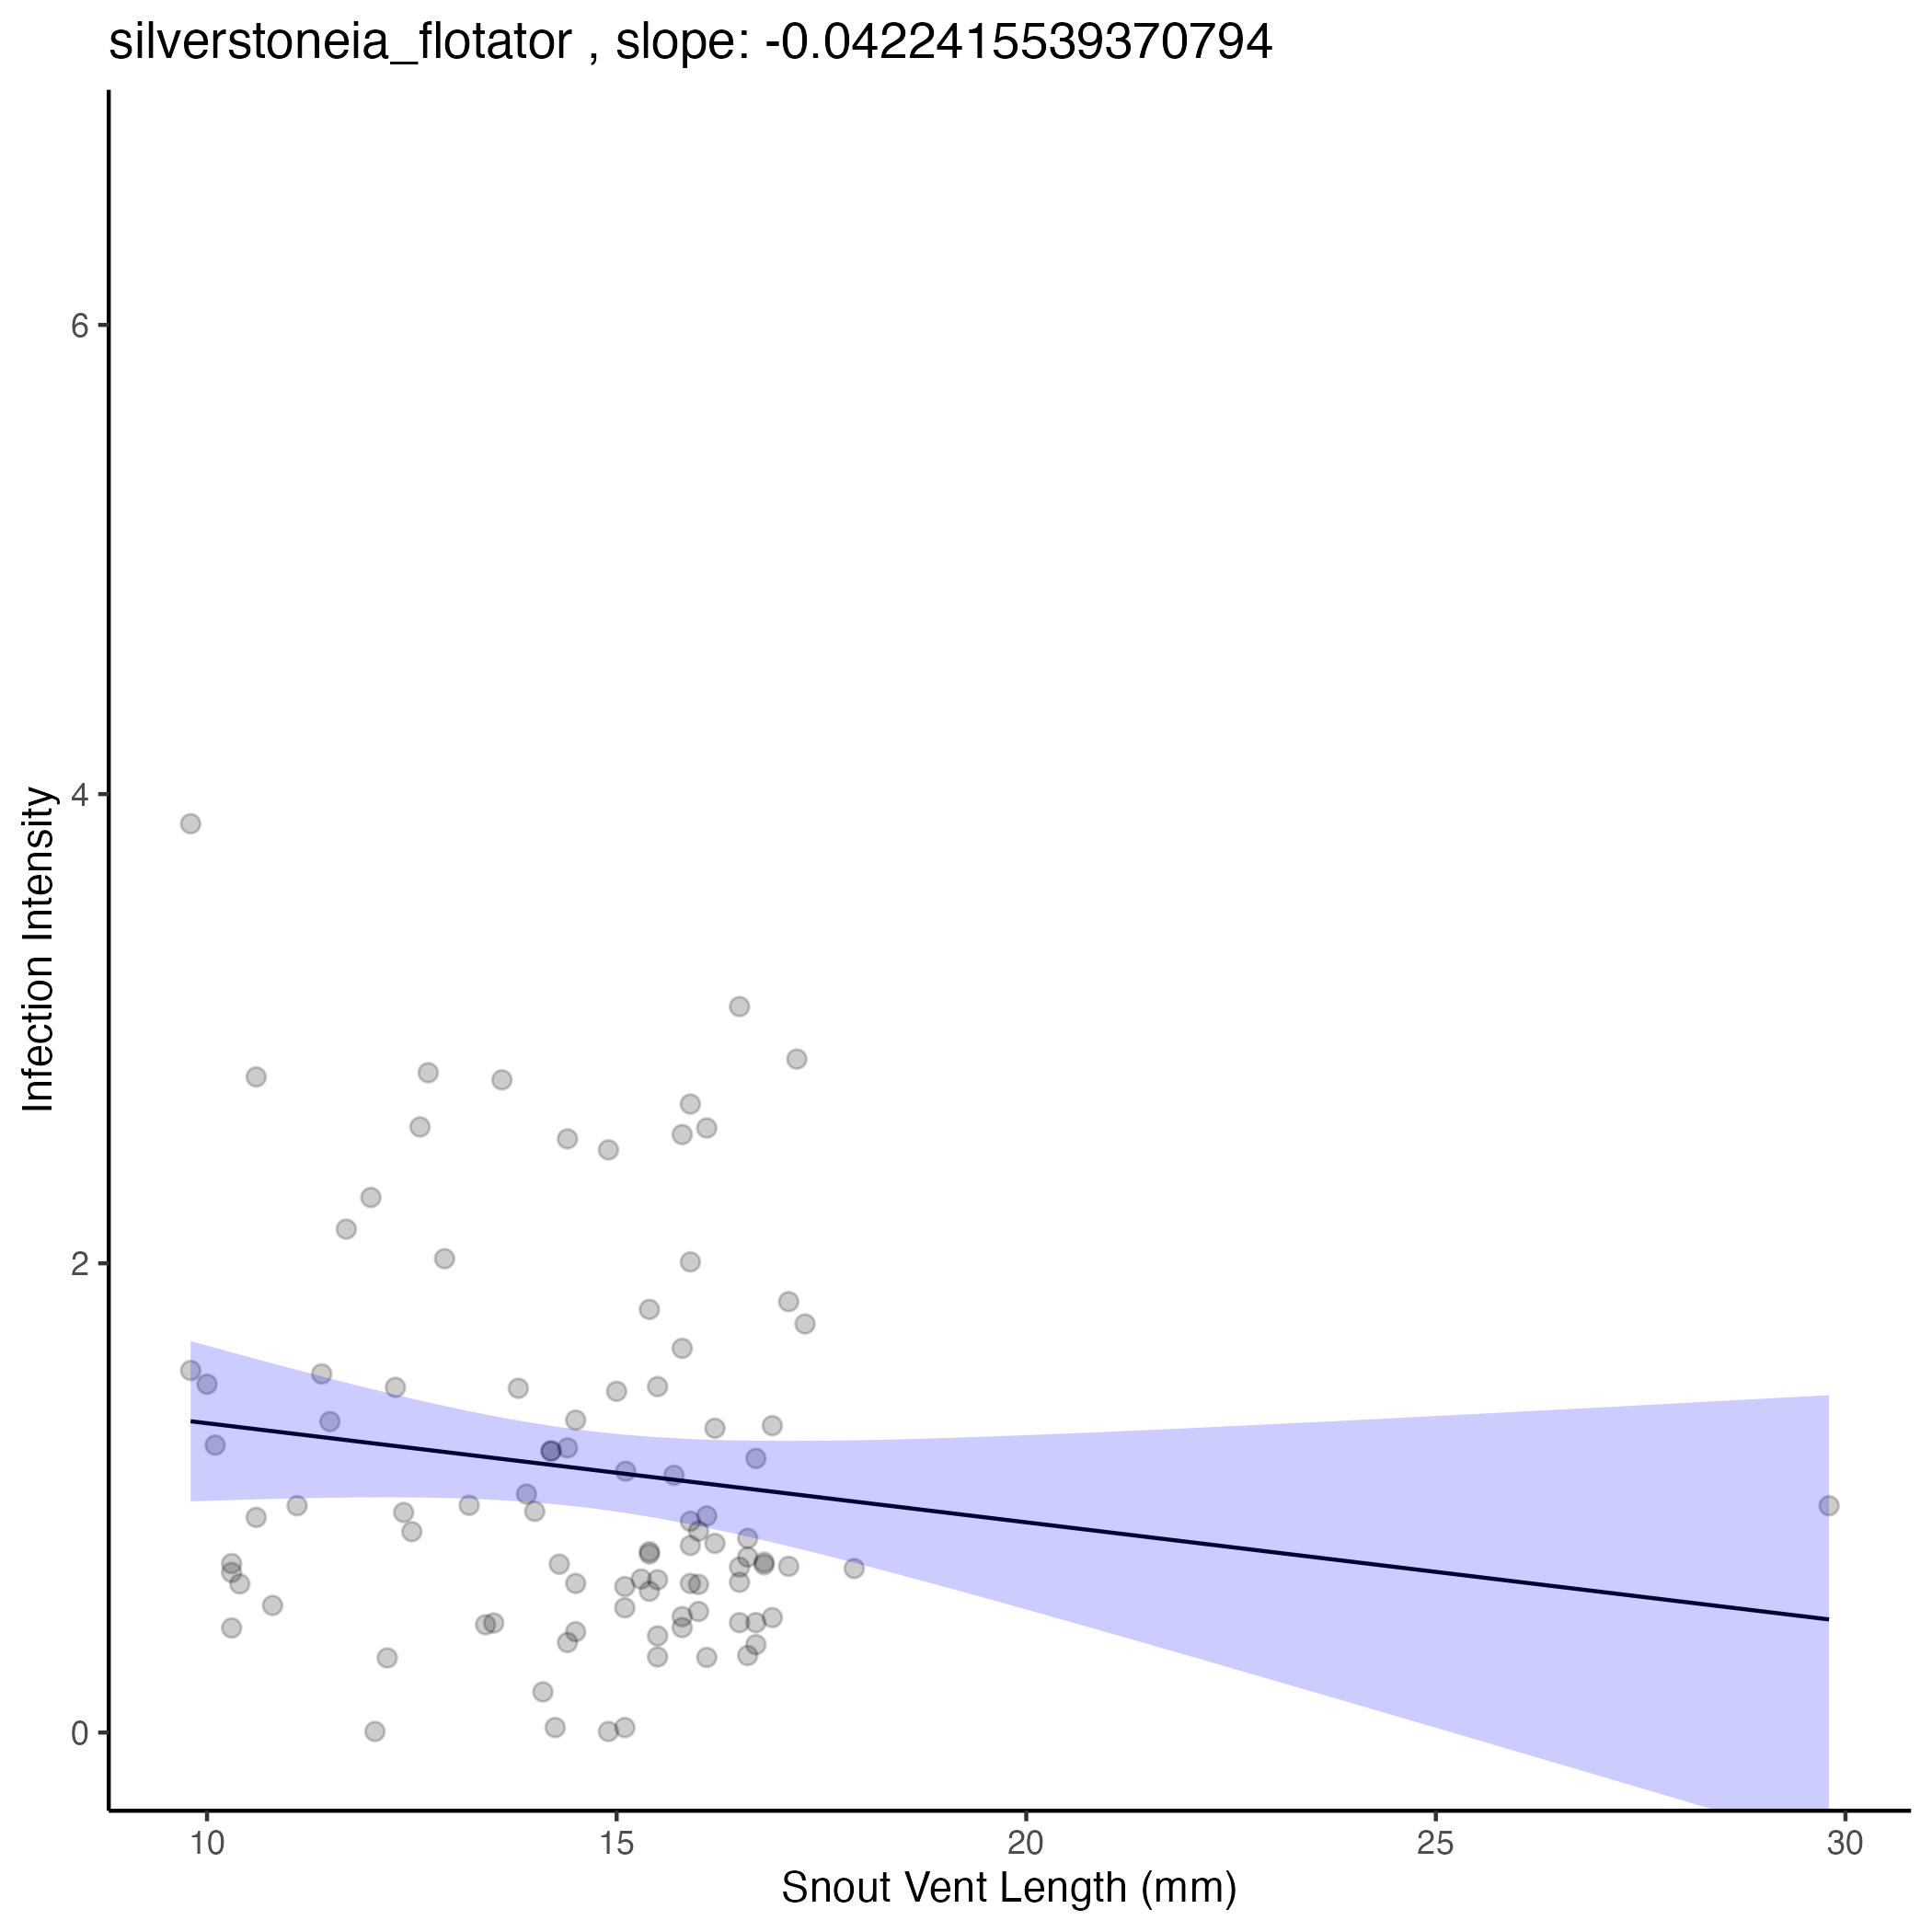 silverstoneia_flotator , slope: -0.0422415539370794
6
4
2
0
Infection Intensity
10 15 20 25 30
Snout Vent Length (mm)